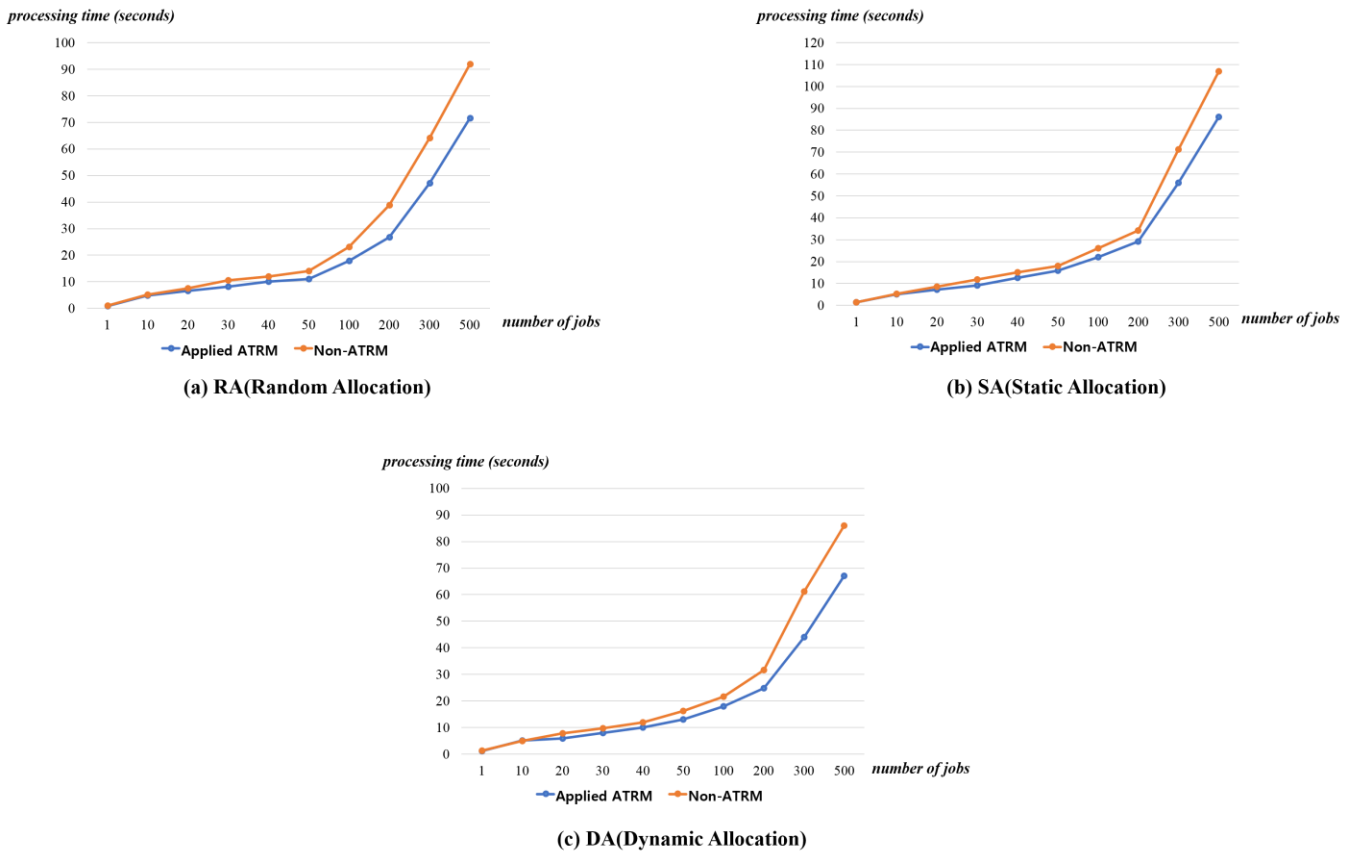 processing time (seconds)
100
90
80
70
60
50
40
30
20
10
0
1 10 20 30 40 50 100 200 300 500
number of jobs
Applied ATRM Non-ATRM
(a) RA(Random Allocation)
processing time (seconds)
120
110
100
90
80
70
60
50
40
30
20
10
0
1 10 20 30 40 50 100 200 300 500
number of jobs
Applied ATRM Non-ATRM
(b) SA(Static Allocation)
processing time (seconds)
100
90
80
70
60
50
40
30
20
10
0
1 10 20 30 40 50 100 200 300 500
number of jobs
Applied ATRM Non-ATRM
(c) DA(Dynamic Allocation)